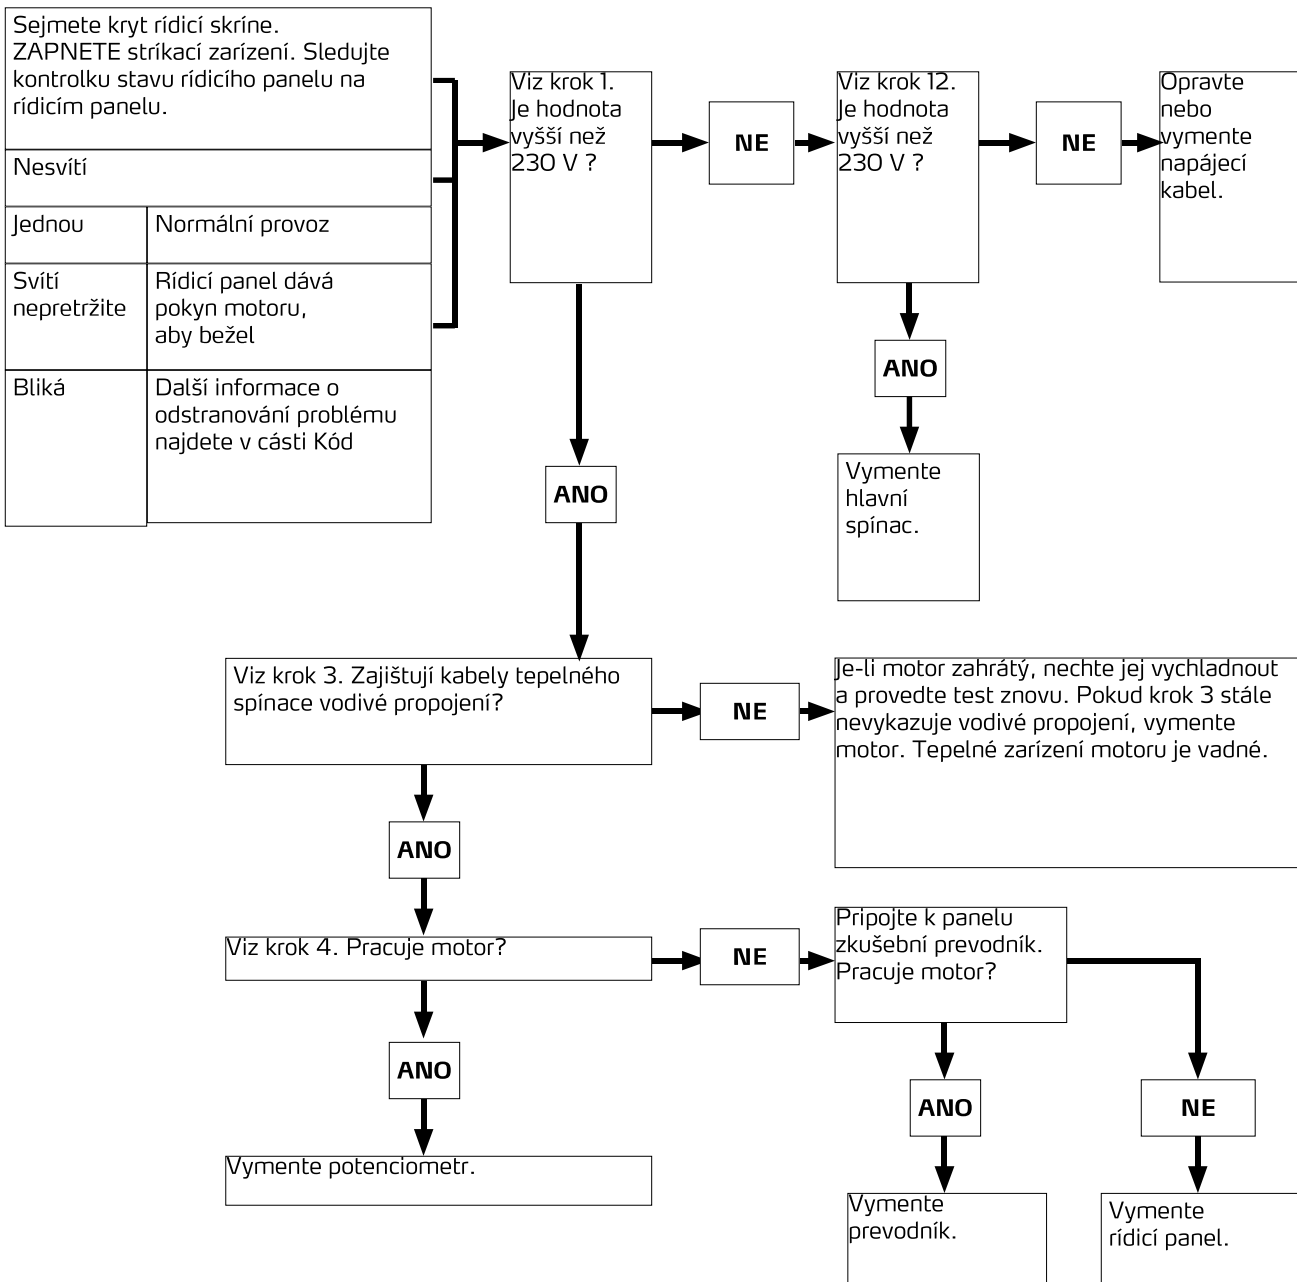 Sejmete kryt rídicí skríne.
ZAPNETE stríkací zarízení. Sledujte
kontrolku stavu rídicího panelu na
rídicím panelu.
Nesvítí
Jednou
Normální provoz
Svítí
nepretržite
Rídicí panel dává
pokyn motoru,
aby bežel
Bliká
Další informace o
odstranování problému
najdete v cásti Kód
Viz krok 1.
Je hodnota
vyšší než
230 V ?
NE
Viz krok 12.
Je hodnota
vyšší než
230 V ?
NE
Opravte
nebo
vymente
napájecí
kabel.
ANO
Vymente
hlavní
spínac.
ANO
Viz krok 3. Zajištují kabely tepelného
spínace vodivé propojení?
NE
Je-li motor zahrátý, nechte jej vychladnout
a provedte test znovu. Pokud krok 3 stále
nevykazuje vodivé propojení, vymente
motor. Tepelné zarízení motoru je vadné.
ANO
Viz krok 4. Pracuje motor?
NE
Pripojte k panelu
zkušební prevodník.
Pracuje motor?
ANO
ANO
NE
Vymente potenciometr.
Vymente
prevodník.
Vymente
rídicí panel.